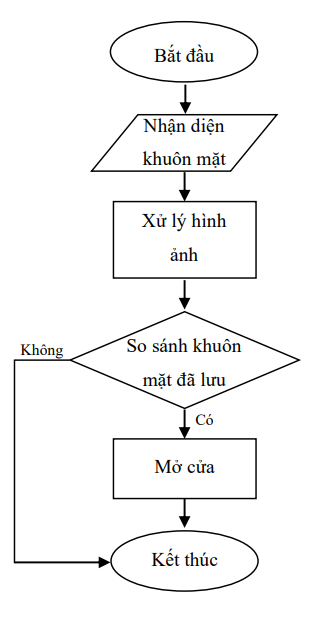 Bắt đầu
Nhận diện
khuôn mặt
Xử lý hình
ảnh
So sánh khuôn
mặt đã lưu
Không
Có
Mở cửa
Kết thúc